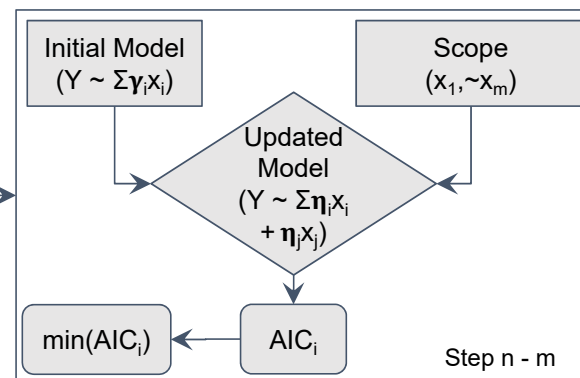 Initial Model
(Y ~ Σγᵢxᵢ)
Scope
(x₁,~xₘ)
Updated
Model
(Y ~ Σηᵢxᵢ
+ ηⱼxⱼ)
min(AICᵢ)
AICᵢ
Step n - m